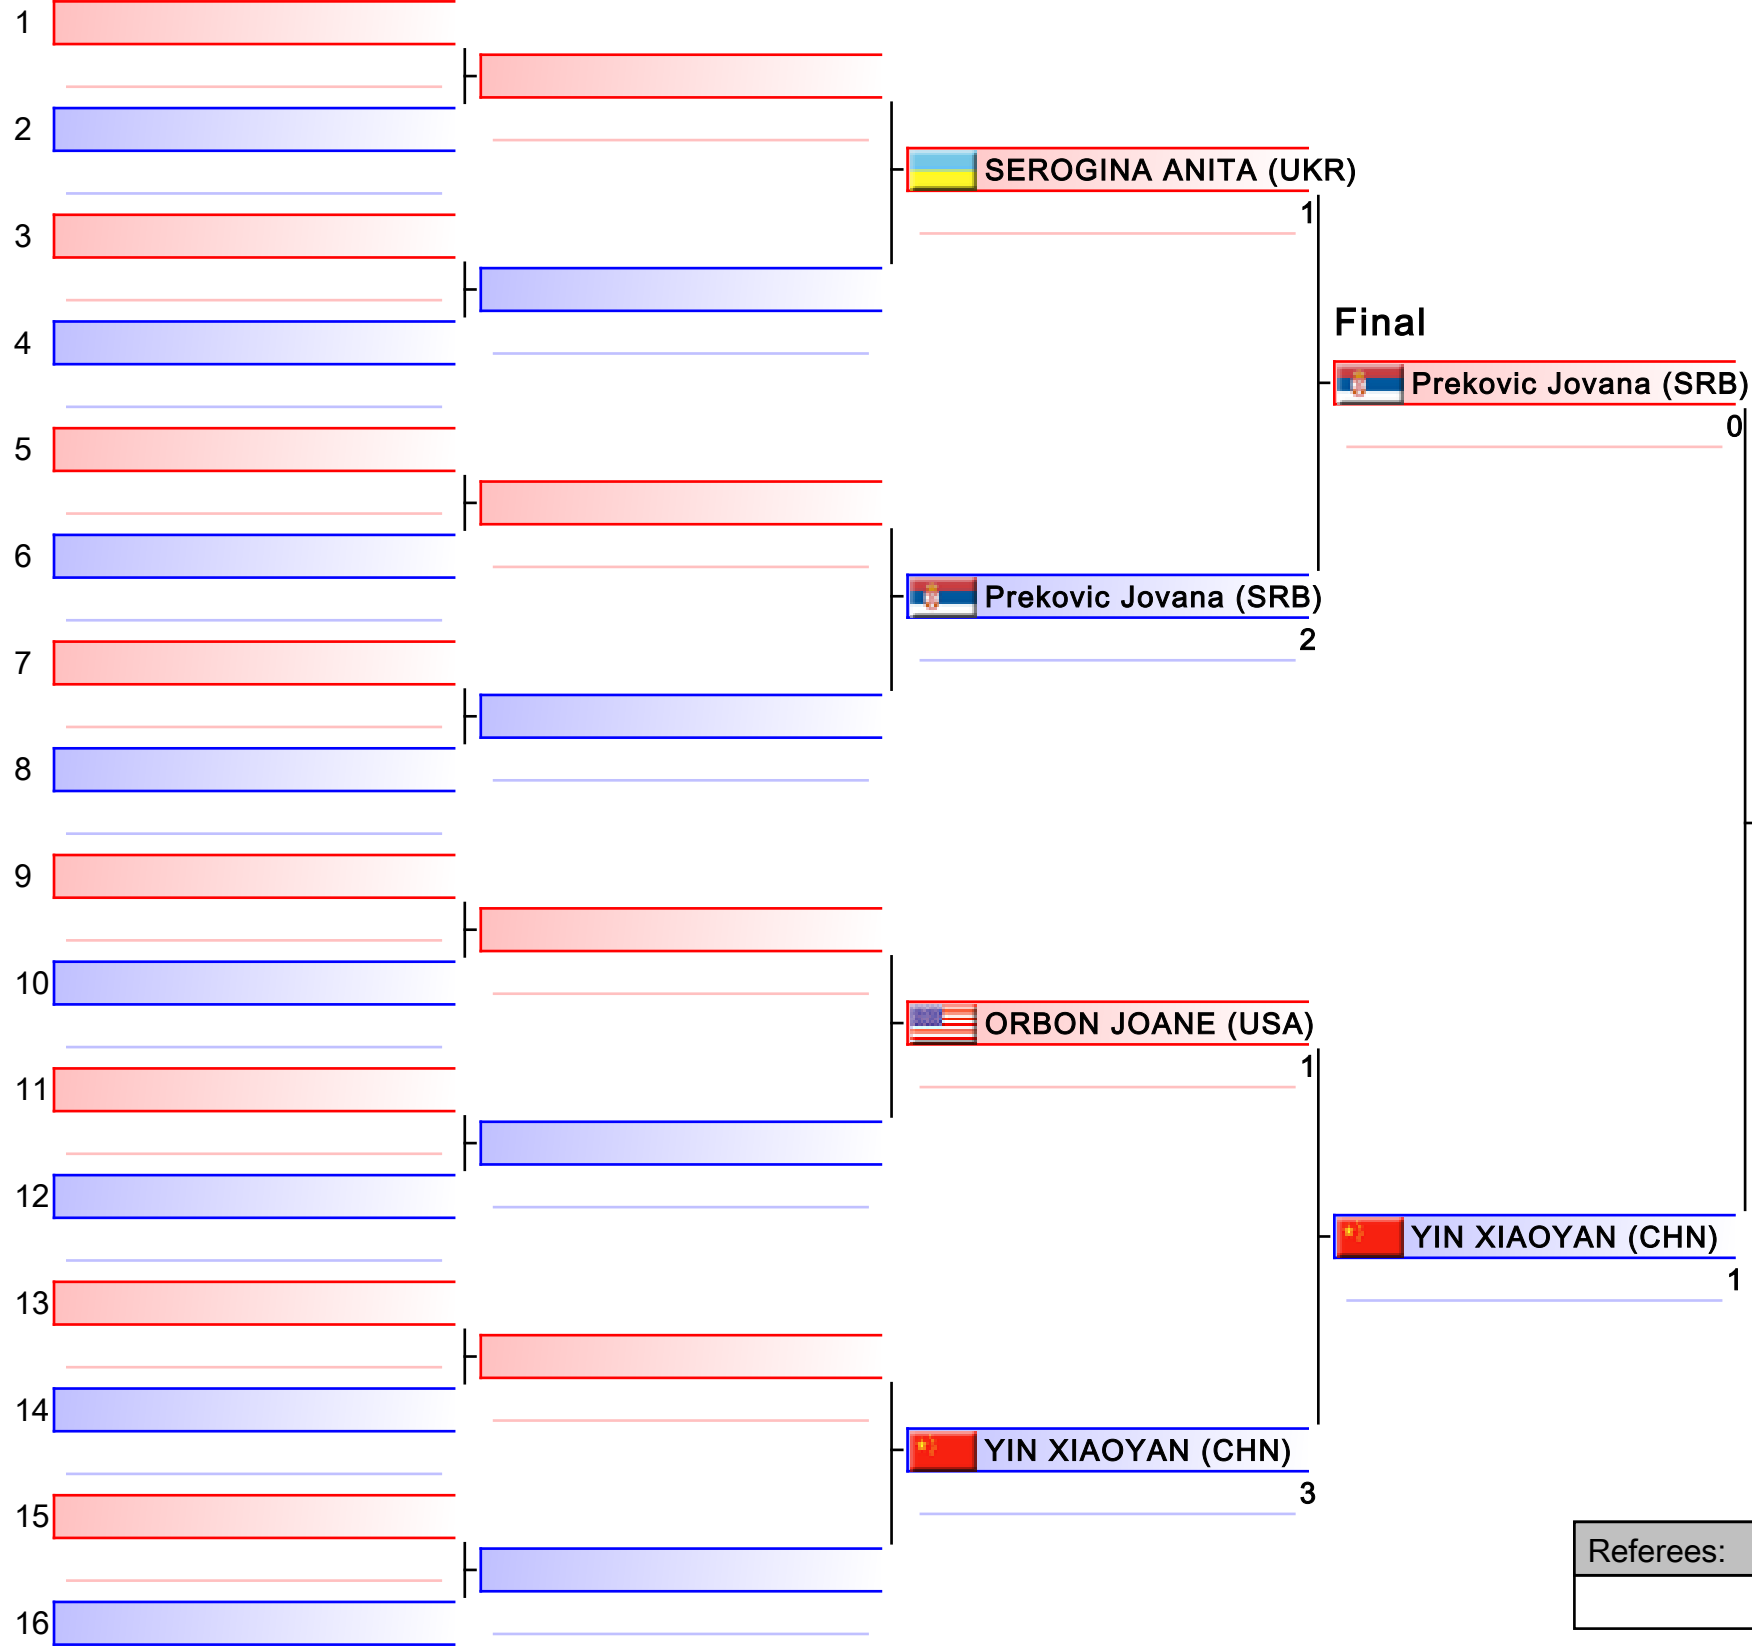 1
2
SEROGINA ANITA (UKR)
1
3
Final
4
Prekovic Jovana (SRB)
0
5
6
Prekovic Jovana (SRB)
2
7
8
9
10
ORBON JOANE (USA)
1
11
12
YIN XIAOYAN (CHN)
1
13
14
YIN XIAOYAN (CHN)
3
15
Referees:
16